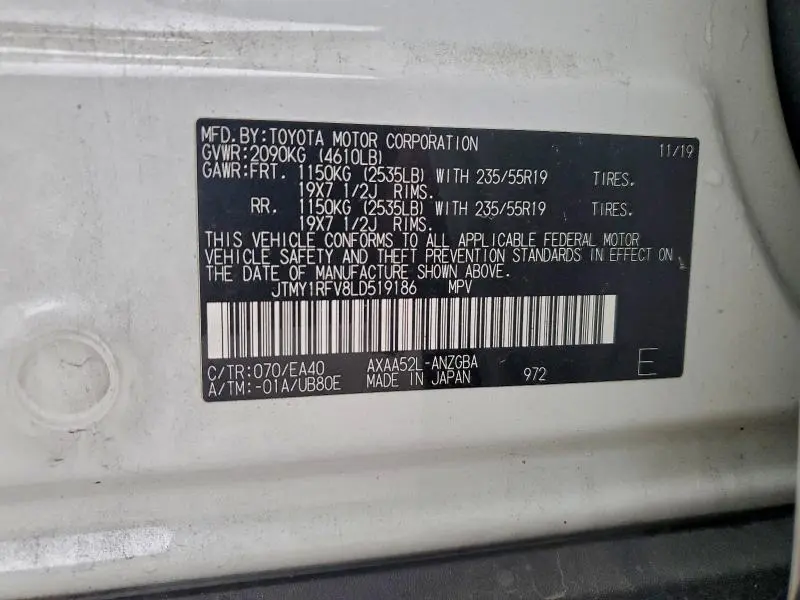 MFD.BY:TOYOTA MOTOR CORPORATION 11/19
GVWR:2090KG (4610LB)
GAWR:FRT. 1150KG (2535LB) WITH 235/55R19 TIRES.
19X7 1/2J RIMS.
RR. 1150KG (2535LB) WITH 235/55R19 TIRES.
19X7 1/2J RIMS.
THIS VEHICLE CONFORMS TO ALL APPLICABLE FEDERAL MOTOR
VEHICLE SAFETY AND THEFT PREVENTION STANDARDS IN EFFECT ON
THE DATE OF MANUFACTURE SHOWN ABOVE.
JTMY1RFV8LD519186 MPV
C/TR:070/EA40 AXAA52L-ANZGBA
A/TM:-01A/UB80E MADE IN JAPAN 972 E